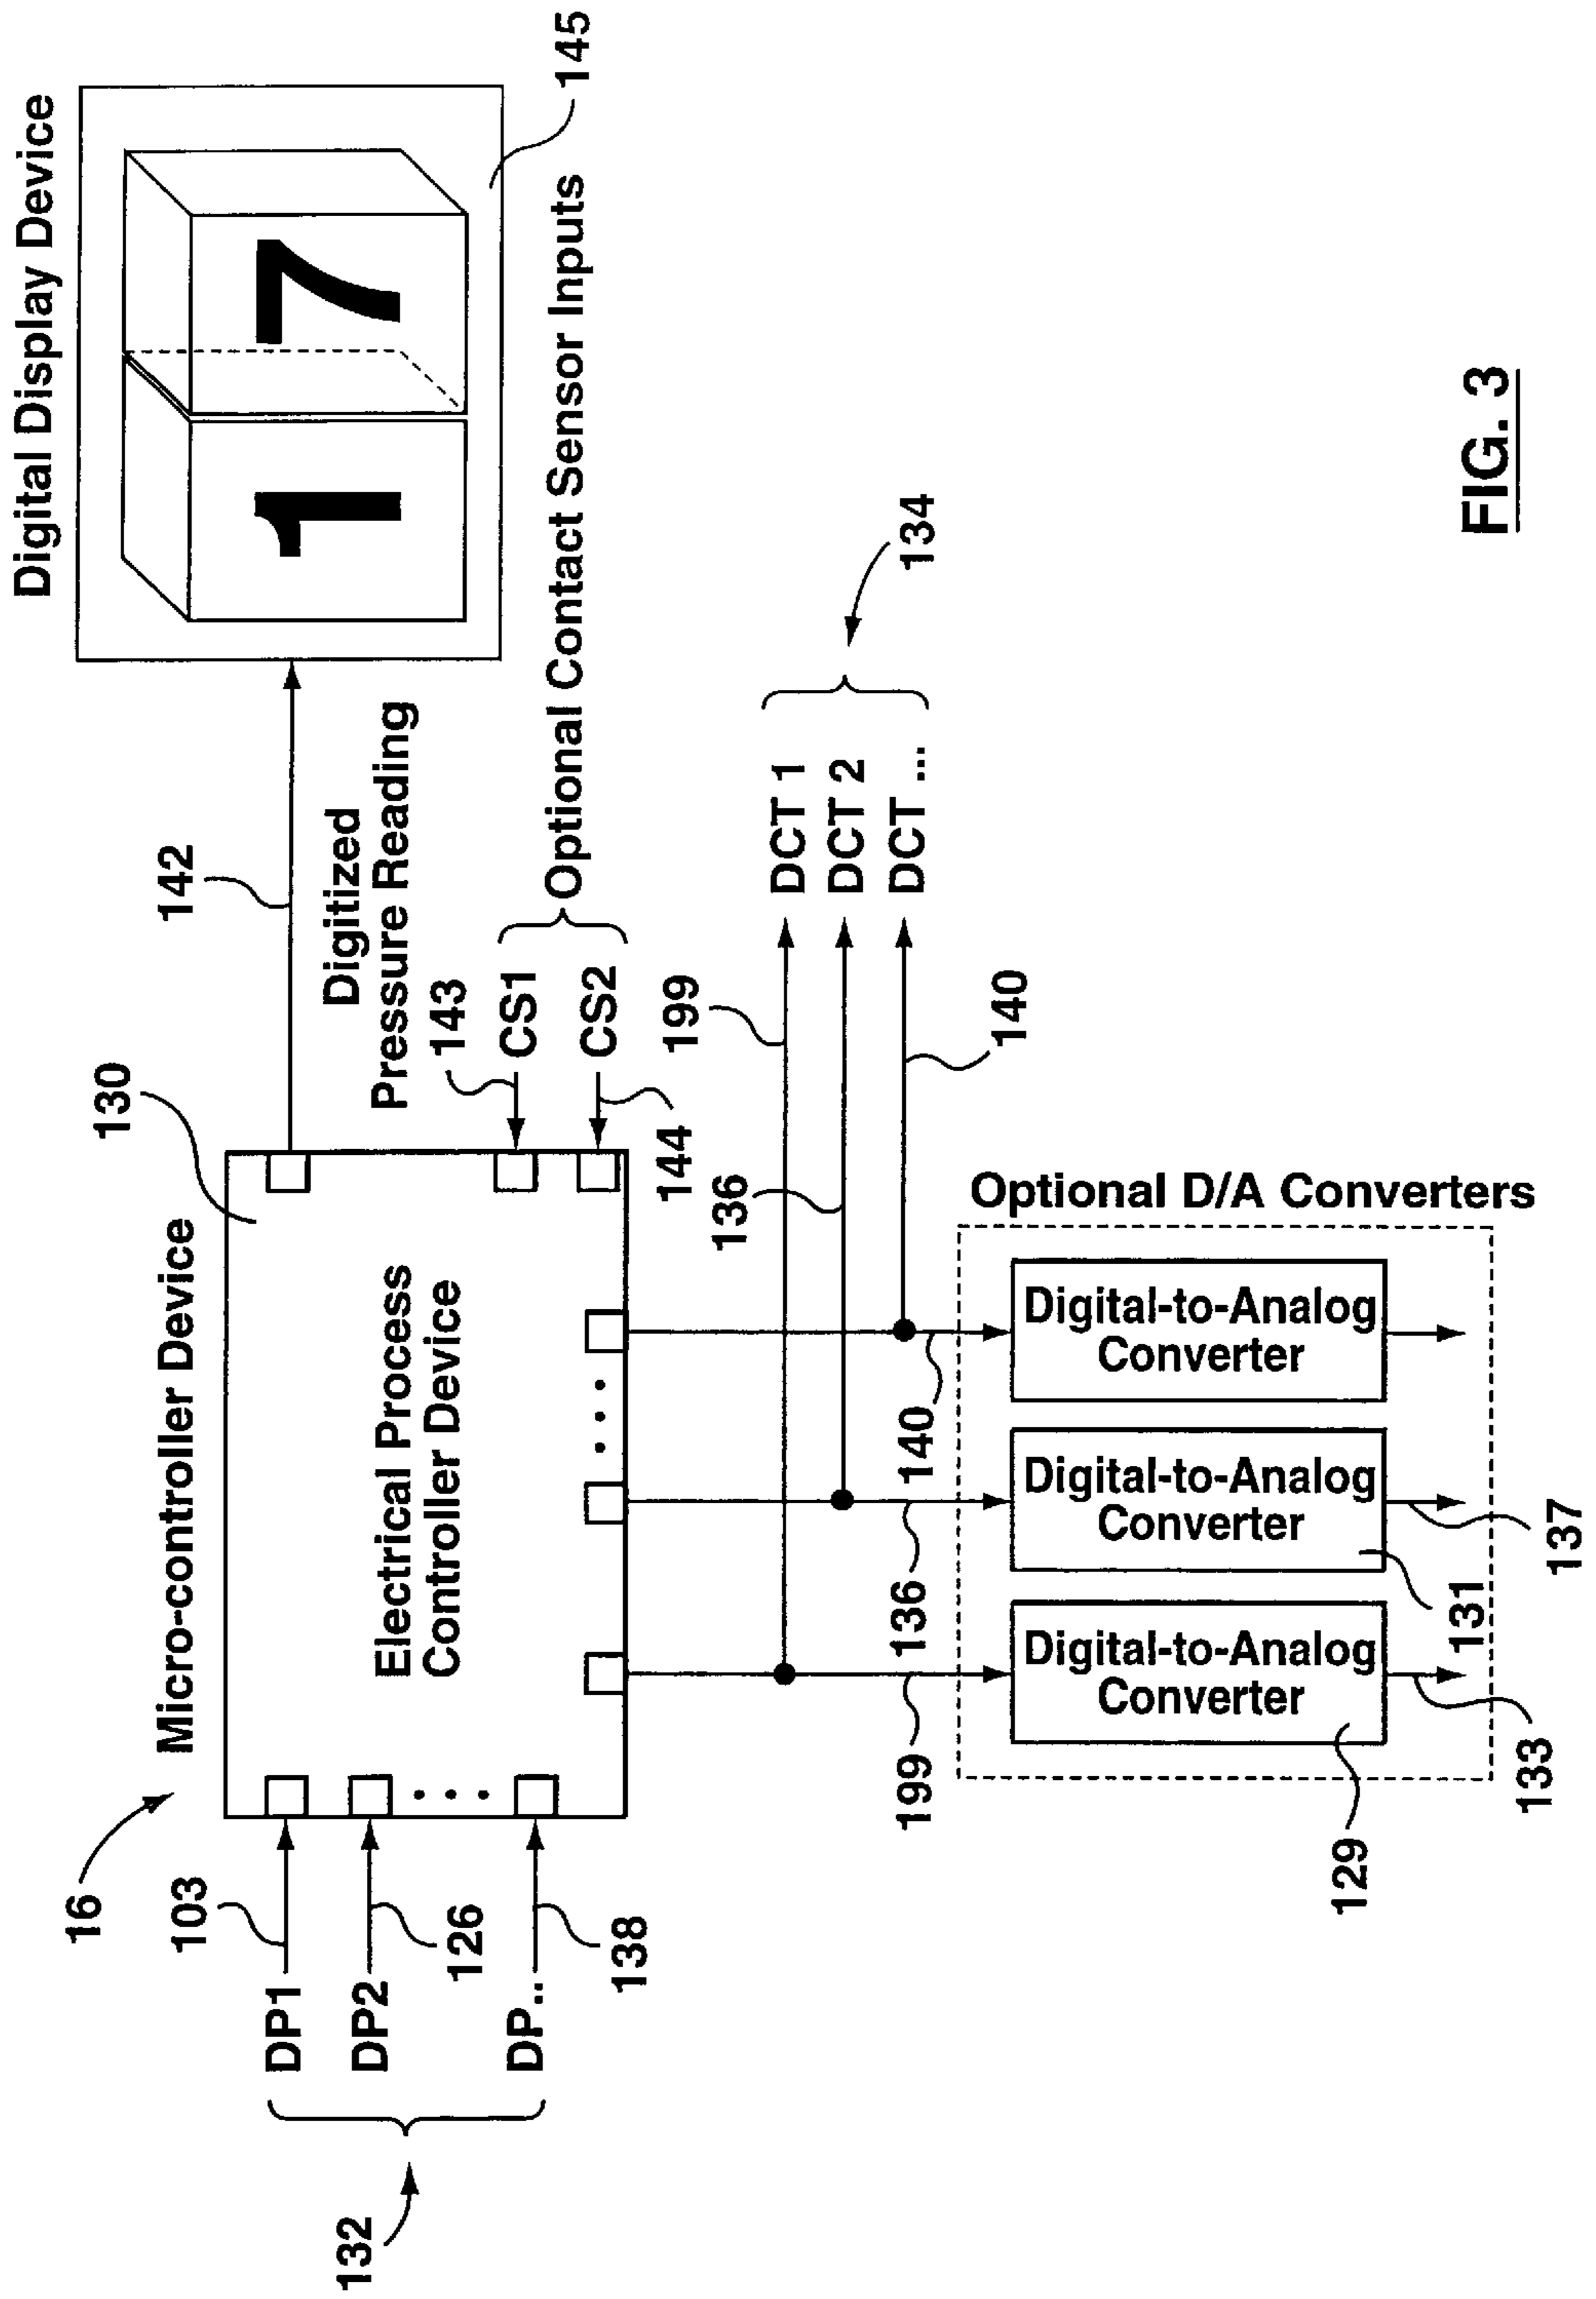 Digital Display Device
1 7
145
142
Digitized
Pressure Reading
Optional Contact Sensor Inputs
Micro-controller Device
130
16
Electrical Process
Controller Device
143
CS1
CS2
144
103
DP1
126
DP2
138
DP..
132
199
DCT 1
136
DCT 2
DCT ...
134
140
199
136
140
Optional D/A Converters
Digital-to-Analog
Converter
Digital-to-Analog
Converter
Digital-to-Analog
Converter
129
131
133
137
FIG. 3